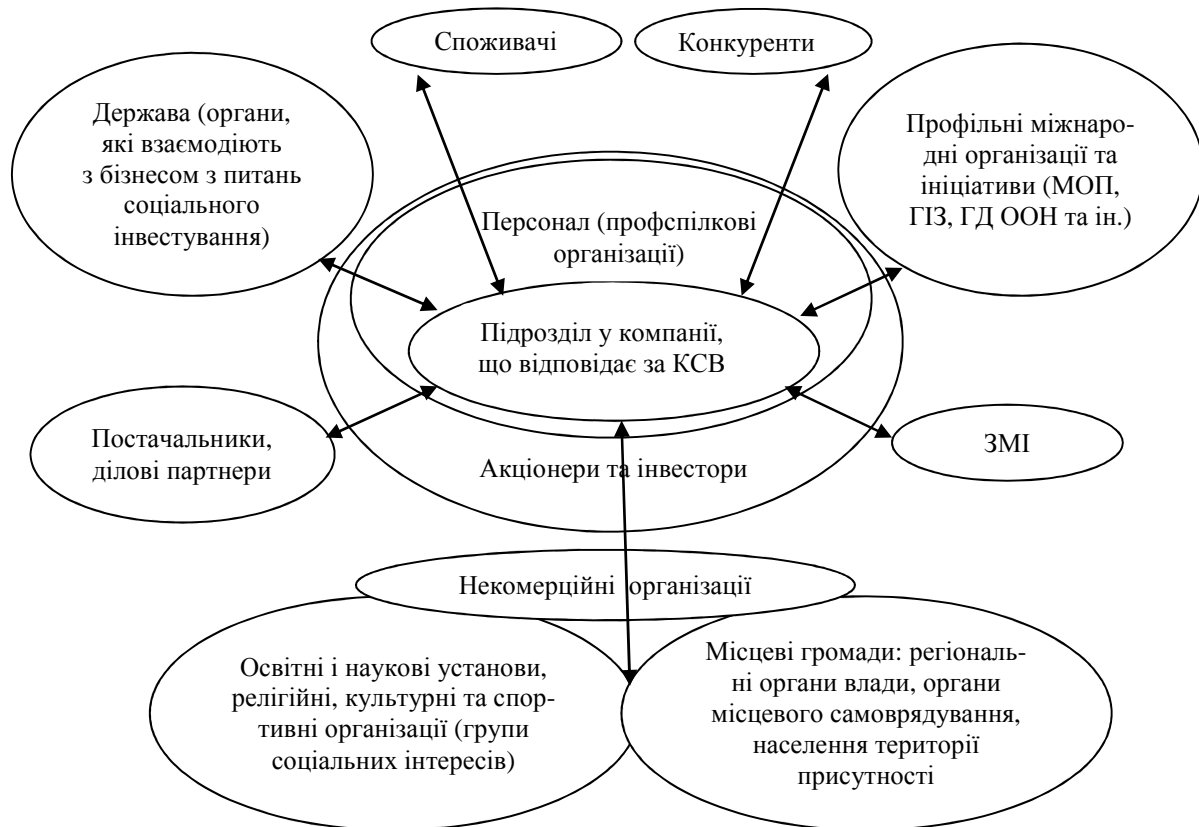 Споживачі
Конкуренти
Держава (органи,
які взаємодіють
з бізнесом з питань
соціального
інвестування)
Профільні міжнаро-
дні організації та
ініціативи (МОП,
ГІЗ, ГД ООН та ін.)
Персонал (профспілкові
організації)
Підрозділ у компанії,
що відповідає за КСВ
Постачальники,
ділові партнери
ЗМІ
Акціонери та інвестори
Некомерційні організації
Освітні і наукові установи,
релігійні, культурні та спор-
тивні організації (групи
соціальних інтересів)
Місцеві громади: регіональ-
ні органи влади, органи
місцевого самоврядування,
населення території
присутності